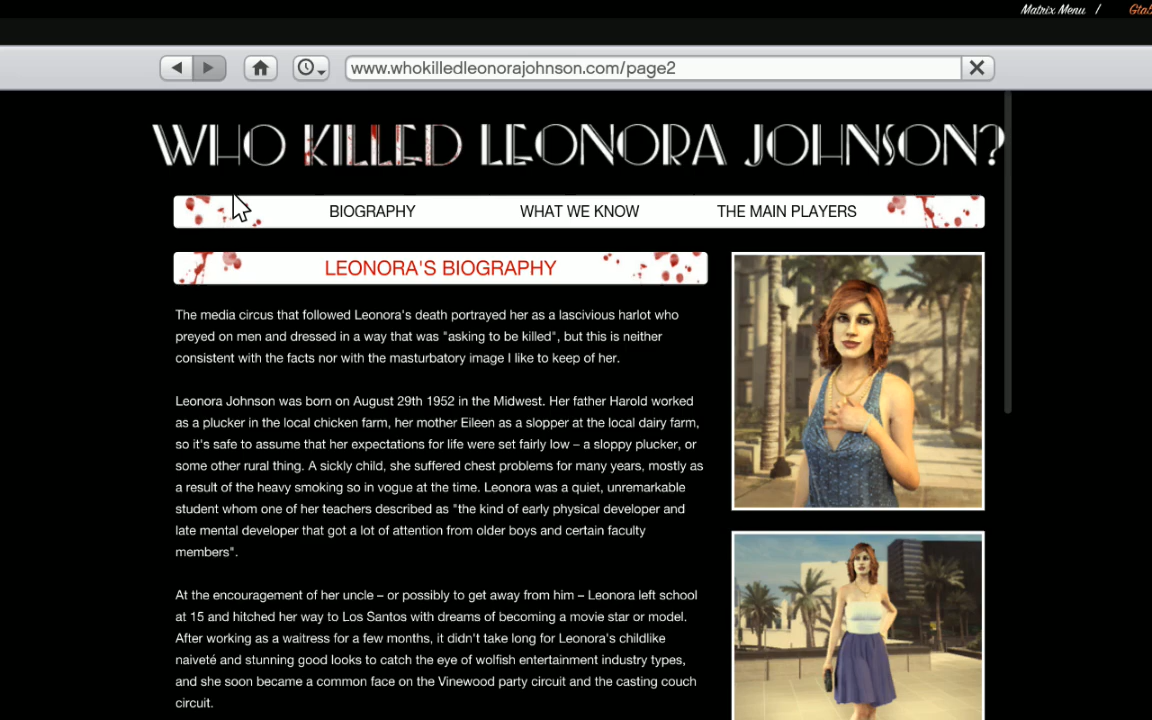 Matrix Menu /
www.whokilledleonorajohnson.com/page2
WHO KILLED LEONORA JOHNSON?
BIOGRAPHY WHAT WE KNOW THE MAIN PLAYERS
LEONORA'S BIOGRAPHY
The media circus that followed Leonora's death portrayed her as a lascivious harlot who
preyed on men and dressed in a way that was "asking to be killed", but this is neither
consistent with the facts nor with the masturbatory image I like to keep of her.
Leonora Johnson was born on August 29th 1952 in the Midwest. Her father Harold worked
as a plucker in the local chicken farm, her mother Eileen as a slopper at the local dairy farm,
so it's safe to assume that her expectations for life were set fairly low – a sloppy plucker, or
some other rural thing. A sickly child, she suffered chest problems for many years, mostly as
a result of the heavy smoking so in vogue at the time. Leonora was a quiet, unremarkable
student whom one of her teachers described as "the kind of early physical developer and
late mental developer that got a lot of attention from older boys and certain faculty
members".
At the encouragement of her uncle – or possibly to get away from him – Leonora left school
at 15 and hitched her way to Los Santos with dreams of becoming a movie star or model.
After working as a waitress for a few months, it didn't take long for Leonora's childlike
naiveté and stunning good looks to catch the eye of wolfish entertainment industry types,
and she soon became a common face on the Vinewood party circuit and the casting couch
circuit.